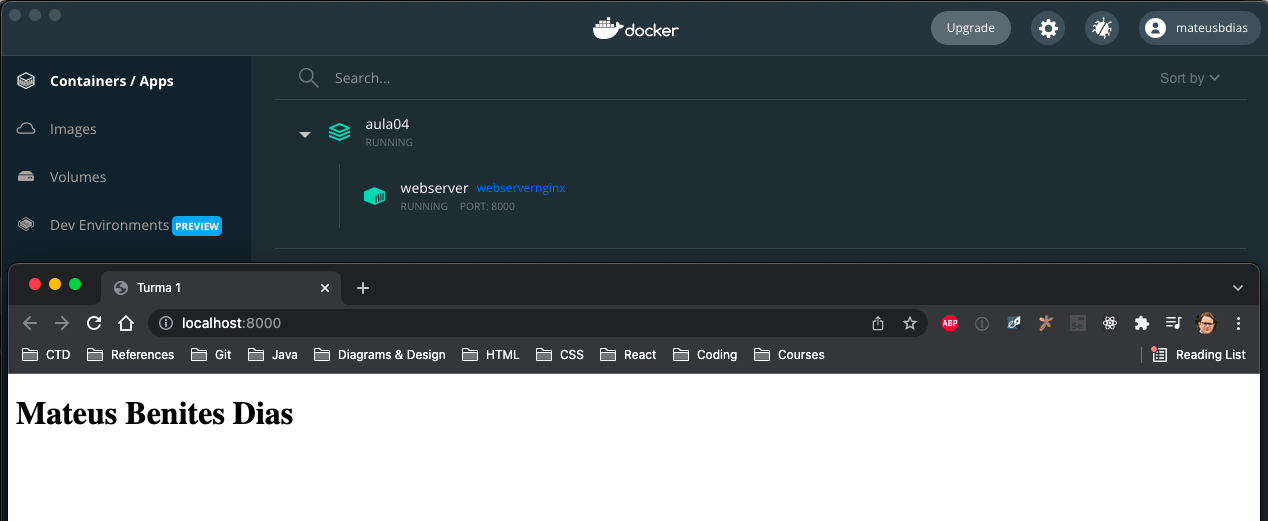 docker
Upgrade
mateusbdias
Containers / Apps
Images
Volumes
Dev Environments PREVIEW
Search...
Sort by
aula04
RUNNING
webserver webservernginx
RUNNING PORT: 8000
Turma 1
localhost:8000
ABP
CTD References Git Java Diagrams & Design HTML CSS React Coding Courses Reading List
Mateus Benites Dias